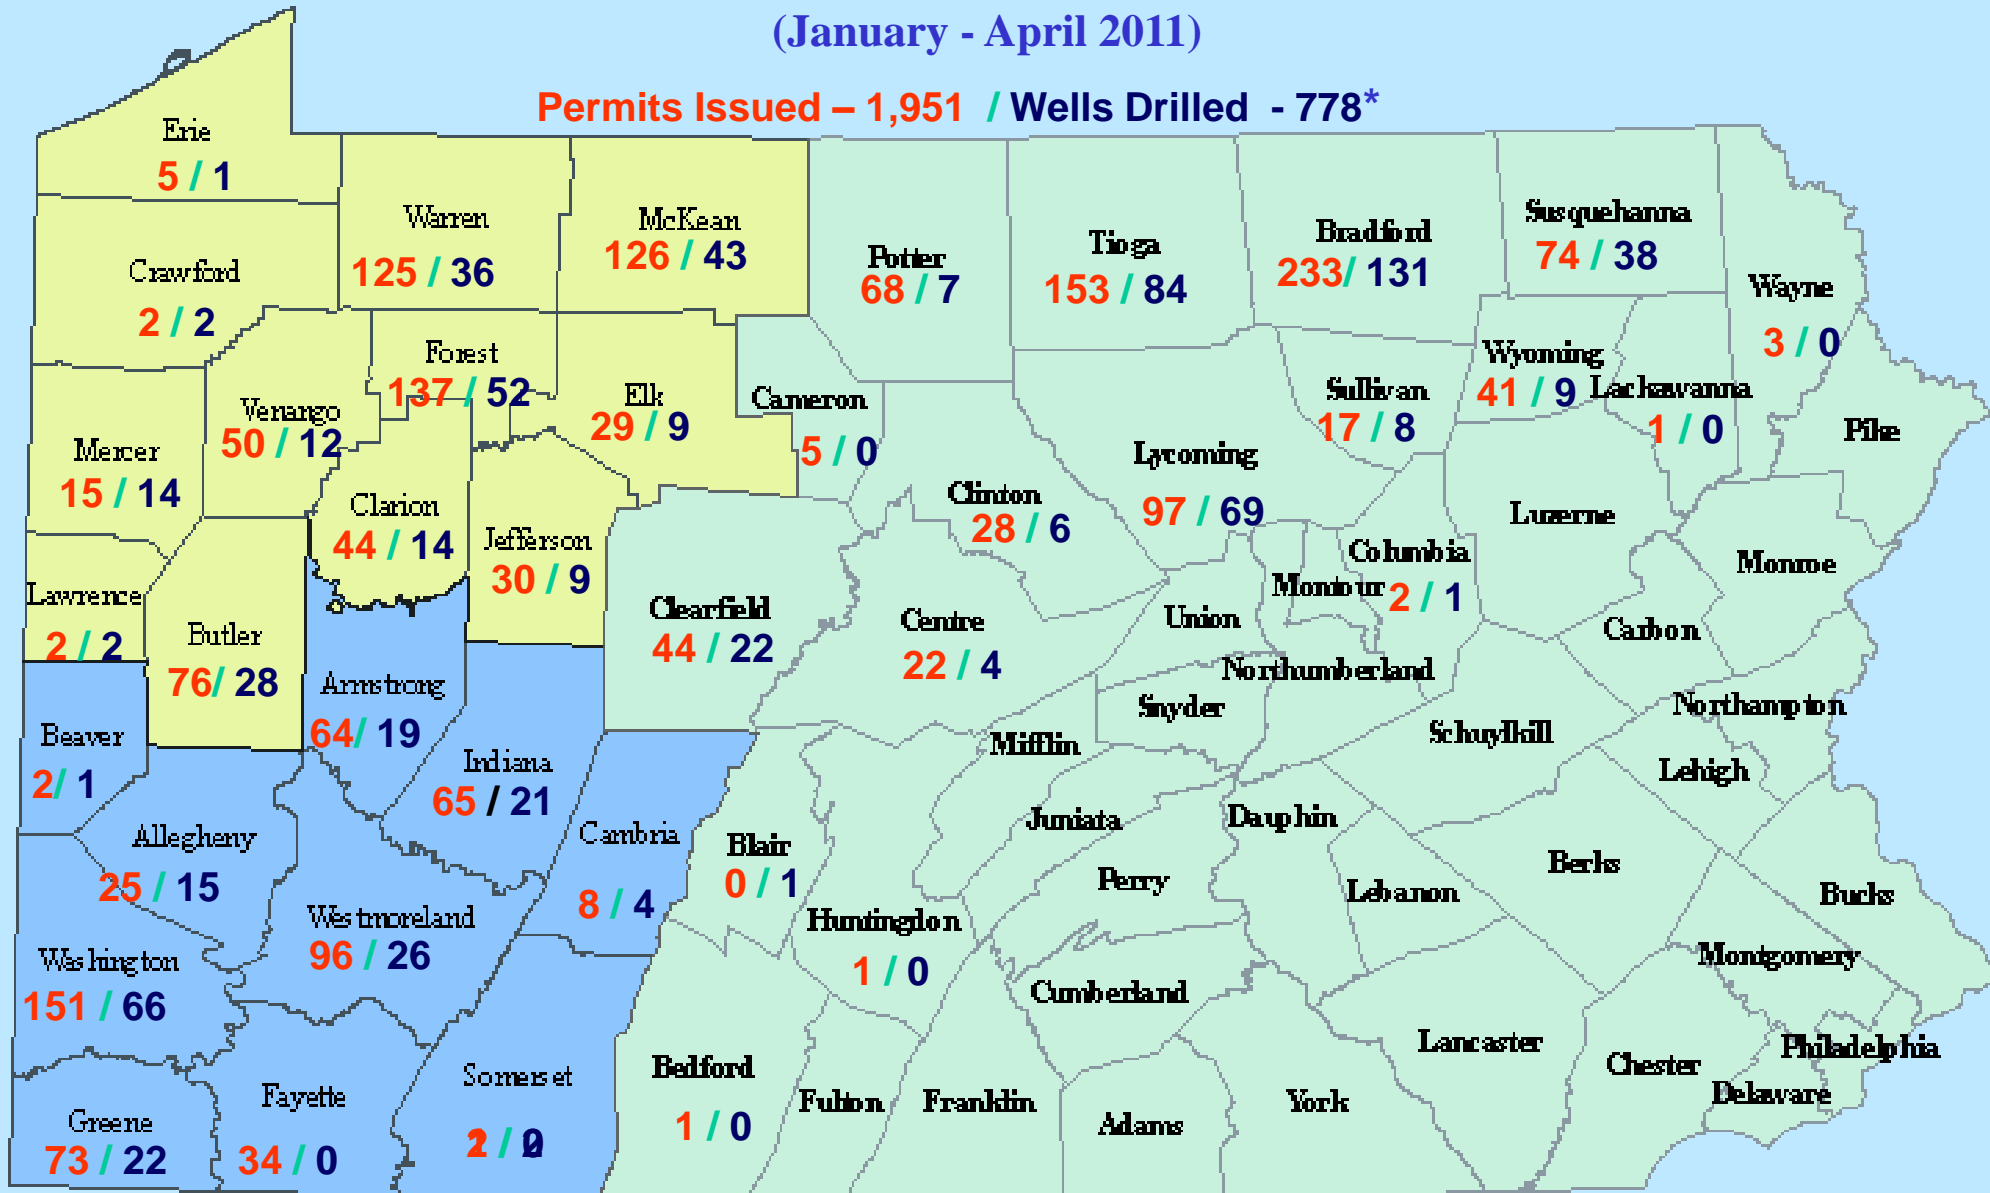 (January - April 2011)
Permits Issued – 1,951 / Wells Drilled - 778*
Erie
5 / 1
Warren
125 / 36
McKean
126 / 43
Potter
68 / 7
Tioga
153 / 84
Bradford
233/ 131
Susquehanna
74 / 38
Wayne
3 / 0
Crawford
2 / 2
Forest
137 / 52
Elk
29 / 9
Cameron
5 / 0
Sullivan
17 / 8
Wyoming
41 / 9
Lackawanna
1 / 0
Pike
Mercer
15 / 14
Venango
50 / 12
Clarion
44 / 14
Jefferson
30 / 9
Clinton
28 / 6
Lycoming
97 / 69
Columbia
2 / 1
Montour
Luzerne
Monroe
Lawrence
2 / 2
Butler
76/ 28
Armstrong
64/ 19
Clearfield
44 / 22
Centre
22 / 4
Union
Northumberland
Snyder
Carbon
Northampton
Schuylkill
Lehigh
Beaver
2/ 1
Indiana
65 / 21
Mifflin
Allegheny
25 / 15
Cambria
8 / 4
Blair
0 / 1
Juniata
Dauphin
Perry
Lebanon
Berks
Bucks
Westmoreland
96 / 26
Huntingdon
1 / 0
Washington
151 / 66
Cumberland
Montgomery
Lancaster
Chester
Philadelphia
Delaware
Greene
73 / 22
Fayette
34 / 0
Somerset
Bedford
1 / 0
Fulton
Franklin
Adams
York